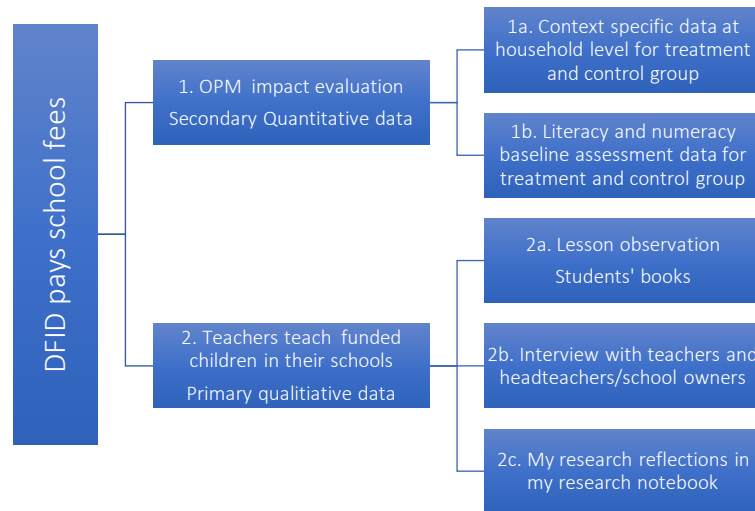 DFID pays school fees
1. OPM impact evaluation
Secondary Quantitative data
1a. Context specific data at
household level for treatment
and control group
1b. Literacy and numeracy
baseline assessment data for
treatment and control group
2. Teachers teach funded
children in their schools
Primary qualitiative data
2a. Lesson observation
Students' books
2b. Interview with teachers and
headteachers/school owners
2c. My research reflections in
my research notebook